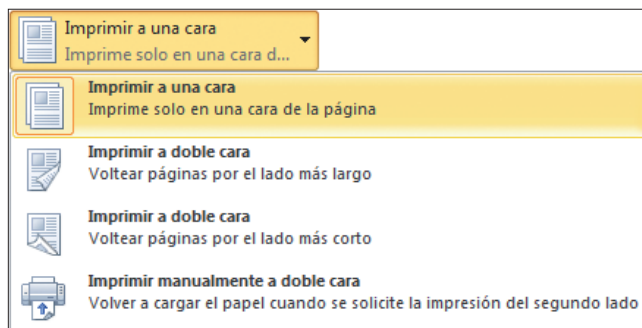 Imprimir a una cara
Imprime solo en una cara d...
Imprimir a una cara
Imprime solo en una cara de la página
Imprimir a doble cara
Voltear páginas por el lado más largo
Imprimir a doble cara
Voltear páginas por el lado más corto
Imprimir manualmente a doble cara
Volver a cargar el papel cuando se solicite la impresión del segundo lado